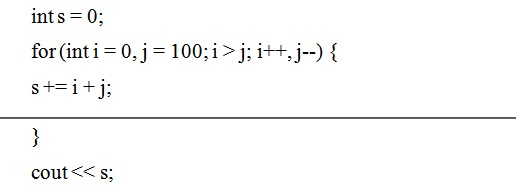 int s = 0;
for (int i = 0, j = 100; i > j; i++, j--) {
s += i + j;
}
cout << s;